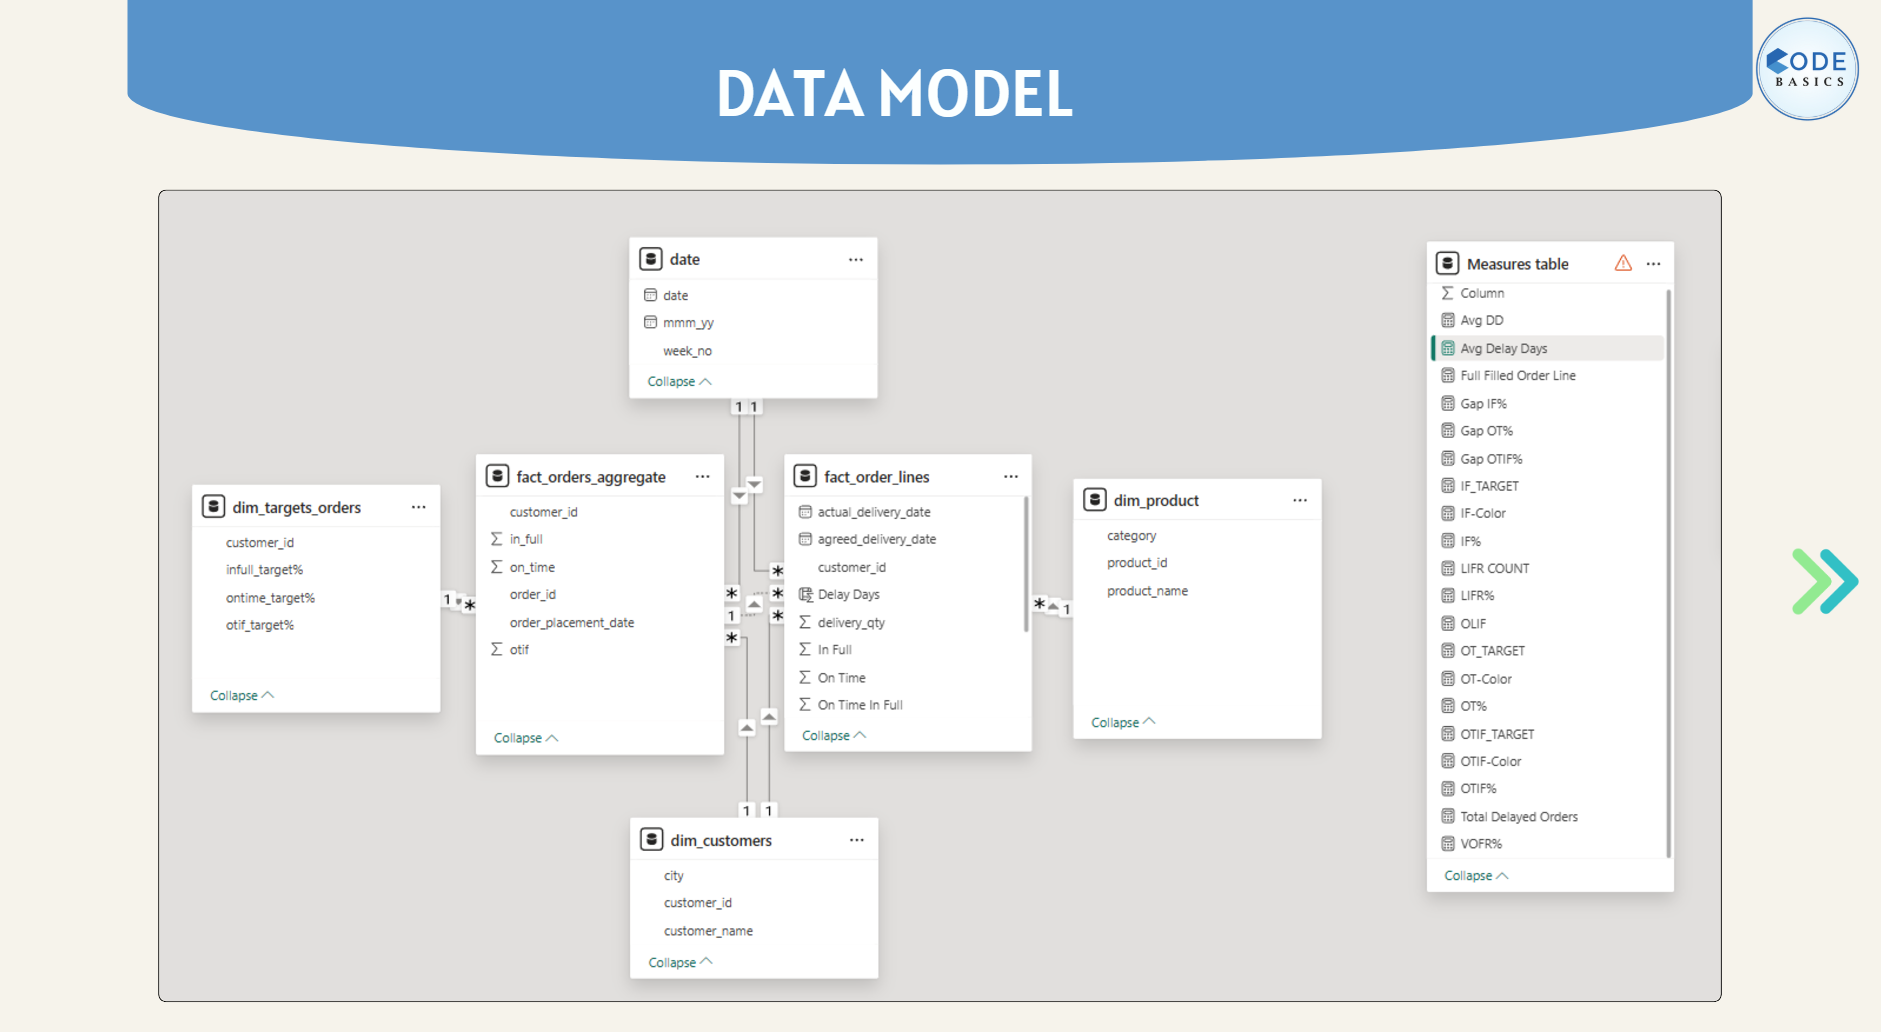 DATA MODEL
CODE
BASICS
date
date
mmm_yy
week_no
Collapse
1 1
Measures table
Column
Avg DD
Avg Delay Days
Full Filled Order Line
Gap IF%
Gap OT%
Gap OTIF%
IF_TARGET
IF-Color
IF%
LIFR COUNT
LIFR%
OLIF
OT_TARGET
OT-Color
OT%
OTIF_TARGET
OTIF-Color
OTIF%
Total Delayed Orders
VOFR%
Collapse
dim_targets_orders
customer_id
infull_target%
ontime_target%
otif_target%
Collapse
1 *
fact_orders_aggregate
customer_id
in_full
on_time
order_id
order_placement_date
otif
Collapse
*
* *
1 *
*
fact_order_lines
actual_delivery_date
agreed_delivery_date
customer_id
Delay Days
delivery_qty
In Full
On Time
On Time In Full
Collapse
* 1
dim_product
category
product_id
product_name
Collapse
1 1
dim_customers
city
customer_id
customer_name
Collapse